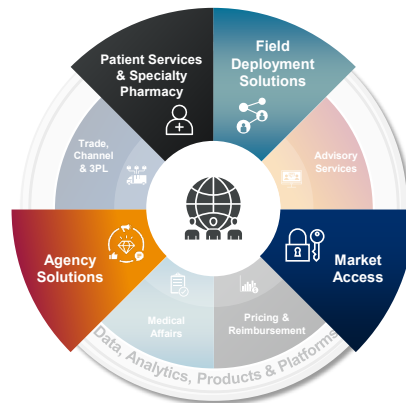 Patient Services
& Specialty
Pharmacy
Field
Deployment
Solutions
Trade,
Channel
& 3PL
Advisory
Services
Agency
Solutions
Market
Access
Medical
Affairs
Pricing &
Reimbursement
Data, Analytics, Products & Platforms